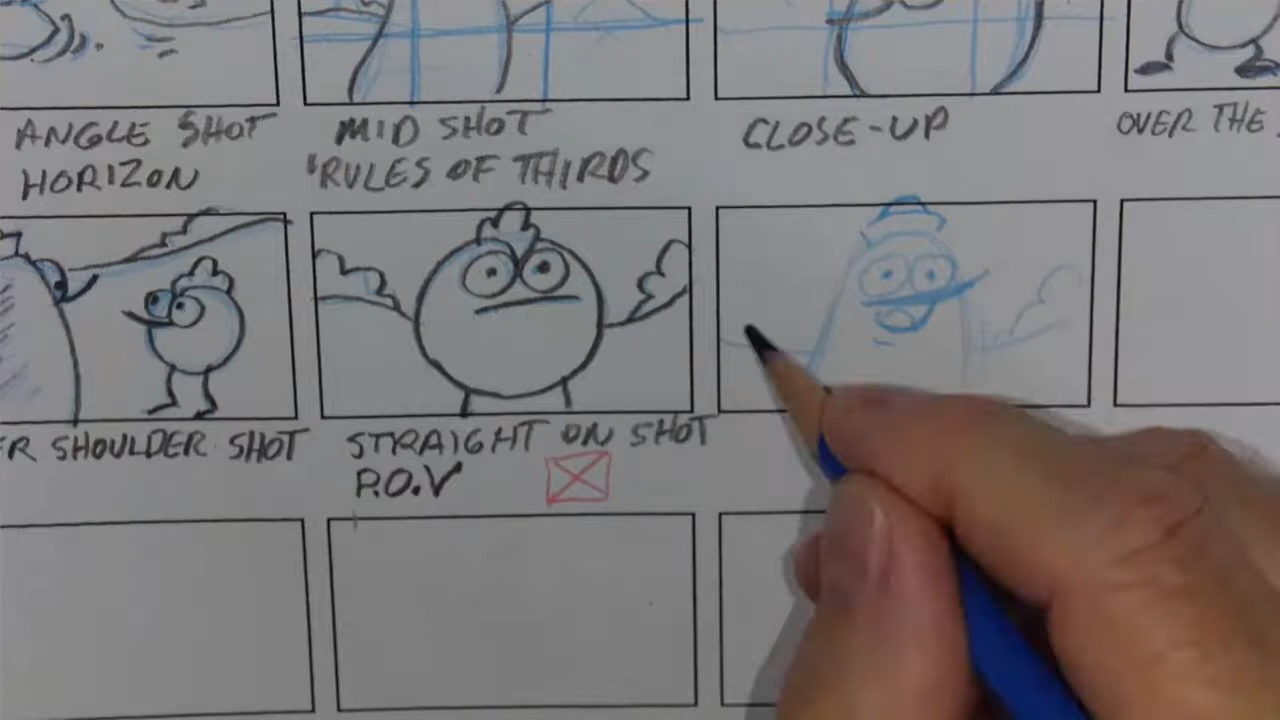 ANGLE SHOT
HORIZON
MID SHOT
'RULES OF THIRDS
CLOSE-UP
OVER THE
ER SHOULDER SHOT
STRAIGHT ON SHOT
P.O.V